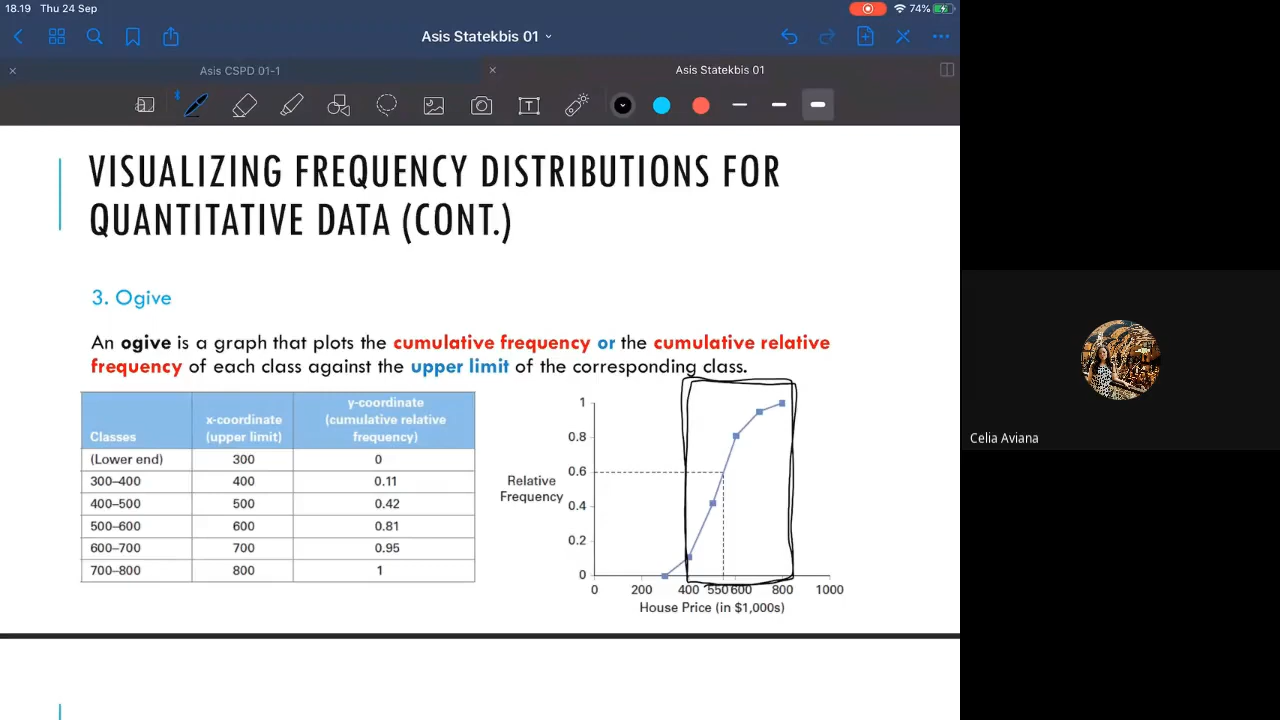 18.19 Thu 24 Sep
74%
Asis Statekbis 01
Asis CSPD 01-1
Asis Statekbis 01
T
VISUALIZING FREQUENCY DISTRIBUTIONS FOR
QUANTITATIVE DATA (CONT.)
3. Ogive
An ogive is a graph that plots the cumulative frequency or the cumulative relative
frequency of each class against the upper limit of the corresponding class.
Classes x-coordinate (upper limit) y-coordinate (cumulative relative frequency)
(Lower end) 300 0
300–400 400 0.11
400–500 500 0.42
500–600 600 0.81
600–700 700 0.95
700–800 800 1
1
0.8
0.6
0.4
0.2
0
Relative
Frequency
0 200 400 550 600 800 1000
House Price (in $1,000s)
Celia Aviana